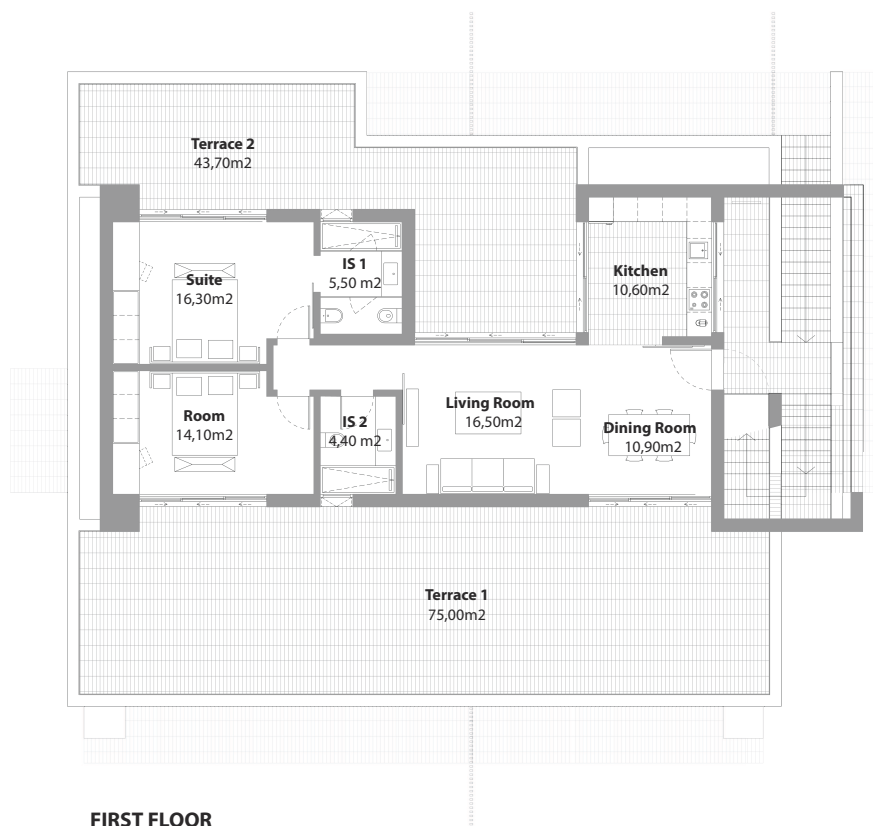 Terrace 2
43,70m2
IS 1
5,50 m2
Suite
16,30m2
Kitchen
10,60m2
Room
14,10m2
IS 2
4,40 m2
Living Room
16,50m2
Dining Room
10,90m2
Terrace 1
75,00m2
FIRST FLOOR